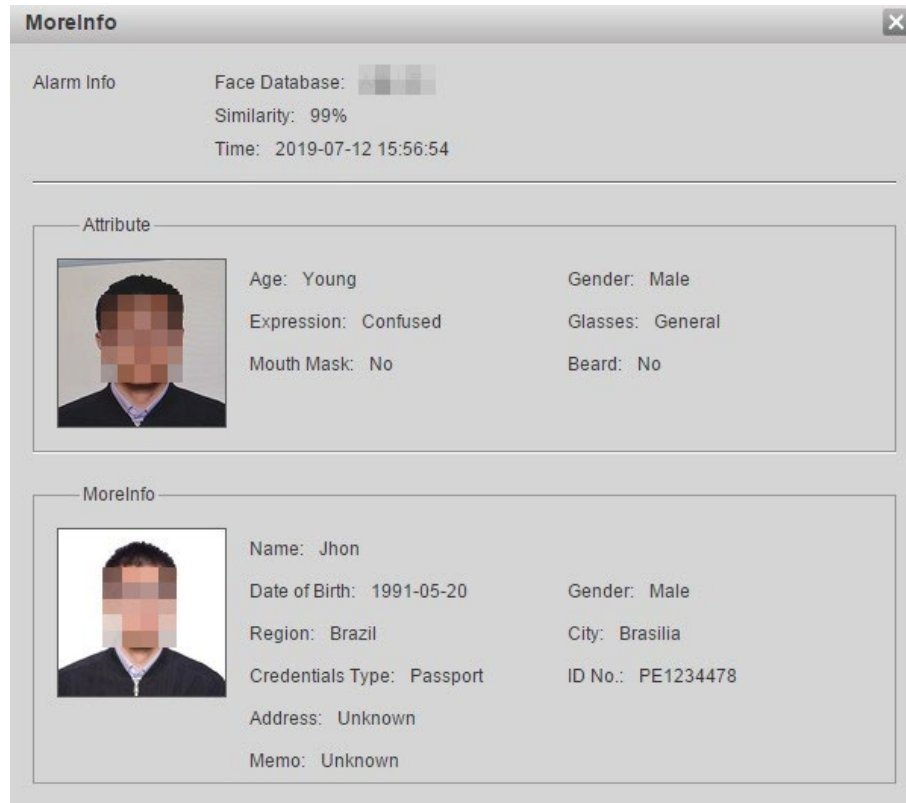 MoreInfo
Alarm Info Face Database:
Similarity: 99%
Time: 2019-07-12 15:56:54
Attribute
Age: Young Gender: Male
Expression: Confused Glasses: General
Mouth Mask: No Beard: No
MoreInfo
Name: Jhon
Date of Birth: 1991-05-20 Gender: Male
Region: Brazil City: Brasilia
Credentials Type: Passport ID No.: PE1234478
Address: Unknown
Memo: Unknown